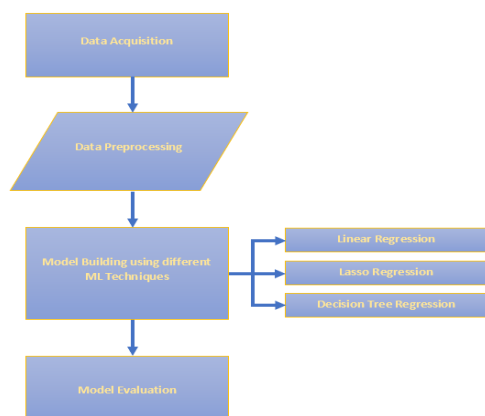 Data Acquisition
Data Preprocessing
Model Building using different
ML Techniques
Linear Regression
Lasso Regression
Decision Tree Regression
Model Evaluation